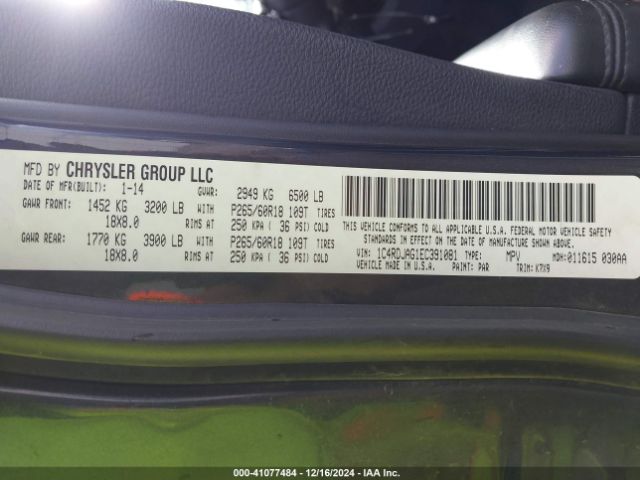 MFD BY CHRYSLER GROUP LLC
DATE OF MFR(BUILT): 1-14 GVWR: 2949 KG 6500 LB
GAWR FRONT: 1452 KG 3200 LB WITH P265/60R18 109T TIRES
18X8.0 RIMS AT 250 KPA ( 36 PSI) COLD
GAWR REAR: 1770 KG 3900 LB WITH P265/60R18 109T TIRES
18X8.0 RIMS AT 250 KPA ( 36 PSI) COLD
THIS VEHICLE CONFORMS TO ALL APPLICABLE U.S.A. FEDERAL MOTOR VEHICLE SAFETY
STANDARDS IN EFFECT ON THE DATE OF MANUFACTURE SHOWN ABOVE.
VIN: 1C4RDJAG1EC391081 TYPE: MPV MDH: 011615 030AA
VEHICLE MADE IN U.S.A. PAINT: PAR TRIM: K7X9
000-41077484 - 12/16/2024 - IAA Inc.